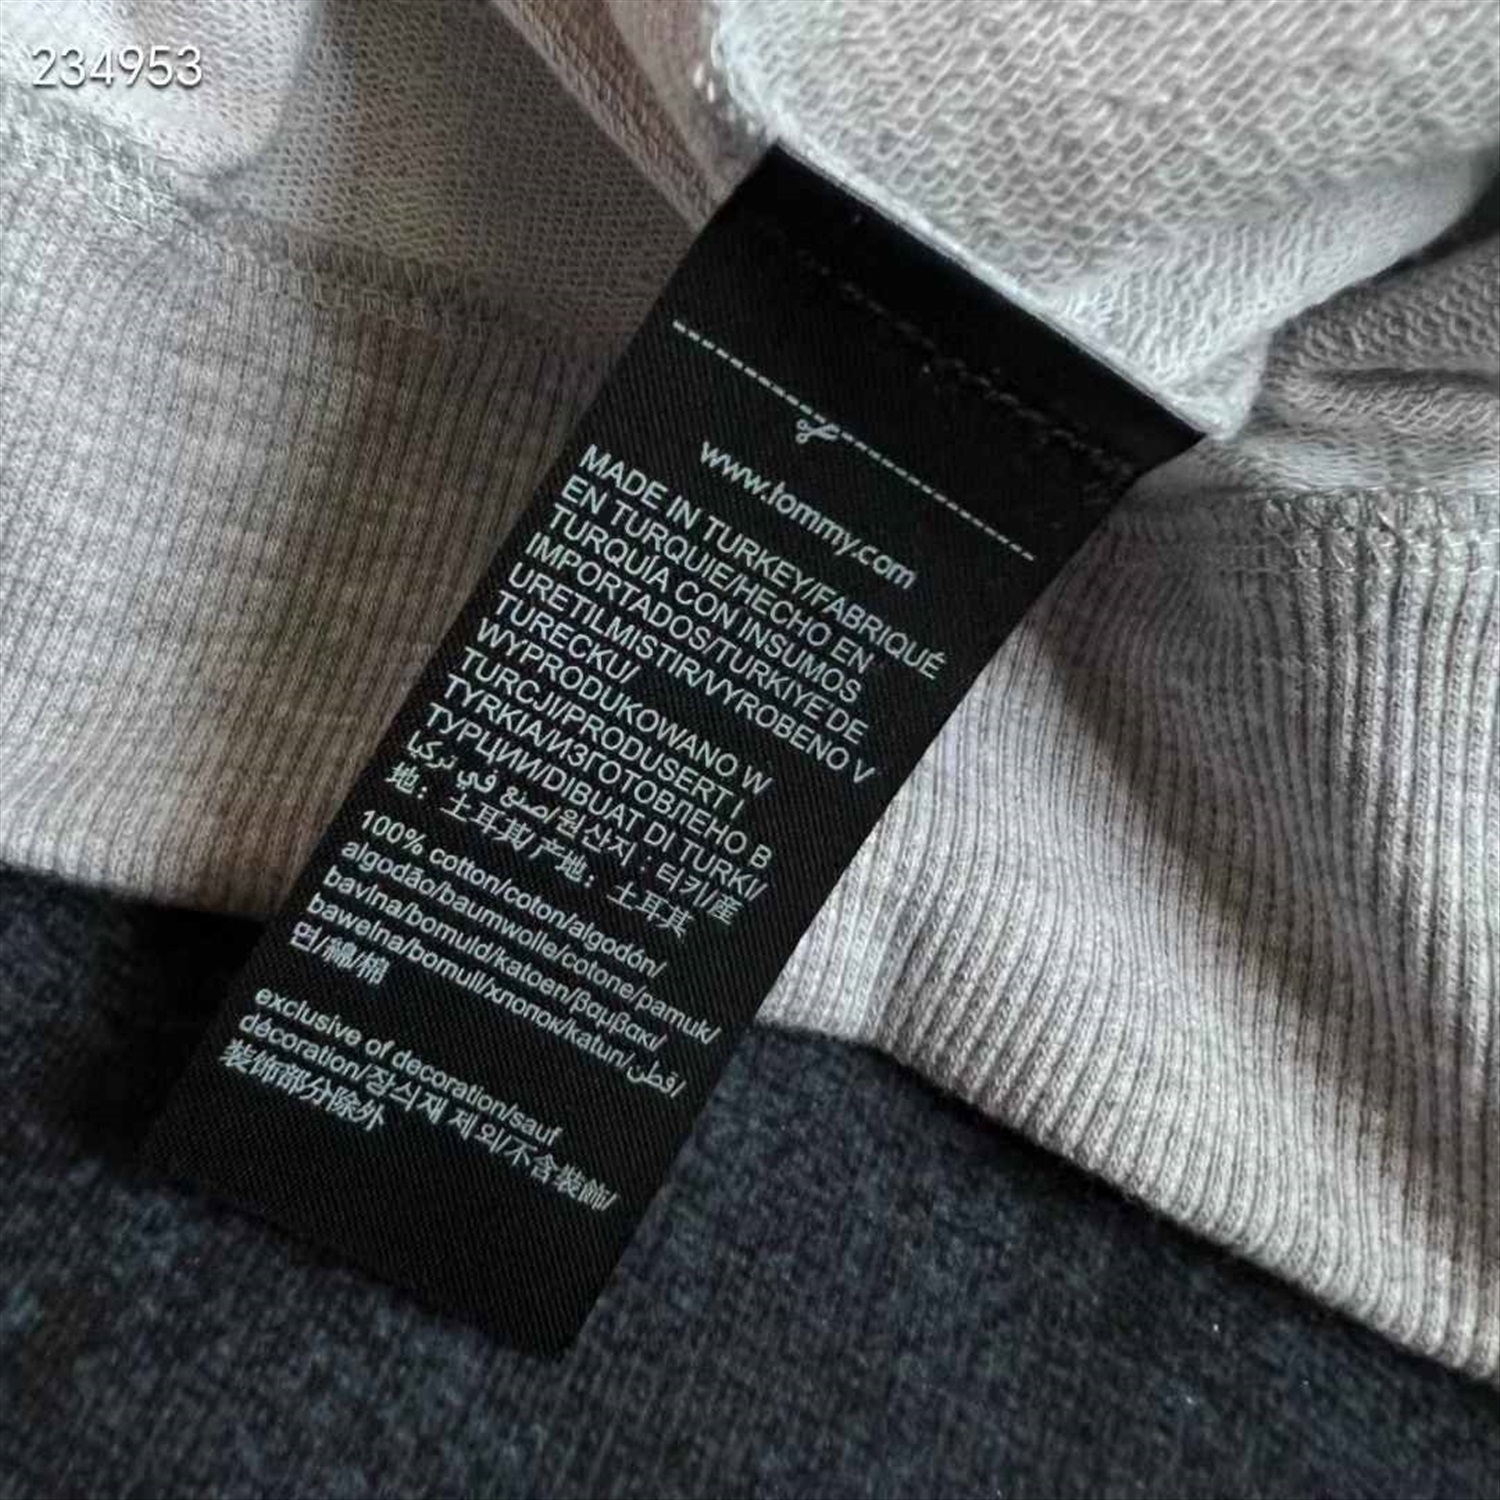 234953
www.tommy.com
MADE IN TURKEY/FABRIQUÉ
EN TURQUIE/HECHO EN
TURQUÍA CON INSUMOS
IMPORTADOS/TURKIYE'DE
URETILMISTIR/VYROBENO V
TURECKU/
WYPRODUKOWANO W
TURCJI/PRODUSERT I
TYRKIA/ИЗГОТОВЛЕНО В
ТУРЦИИ/DIBUAT DI TURKI/
صنع في تركيا/원산지 : 터키/産
地：土耳其/产地：土耳其
100% cotton/coton/algodón/
algodão/baumwolle/cotone/pamuk/
bavlna/bomuld/katoen/βαμβακι/
bawełna/bomull/хлопок/katun/قطن/
면/綿/棉
exclusive of decoration/sauf
décoration/장식재 제외/不含装飾/
装饰部分除外